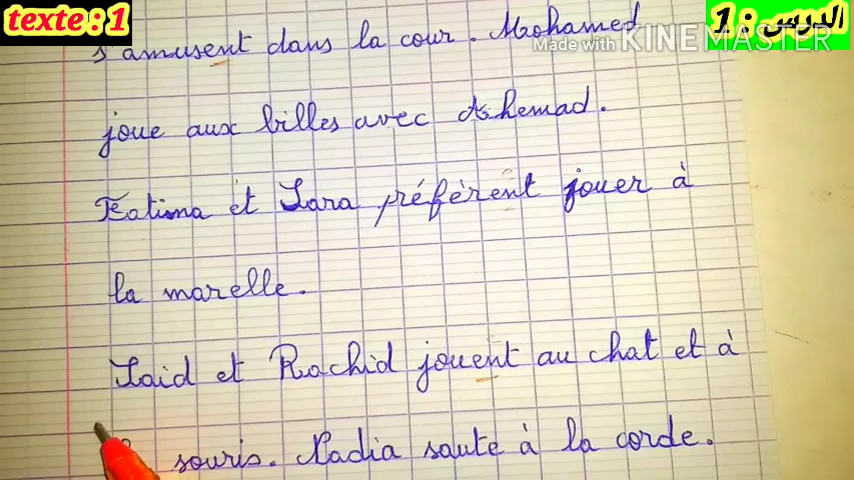 texte : 1
الدرس : 1
Made with KINEMASTER
s'amusent dans la cour. Mohamed
joue aux billes avec Ahemad.
Fatima et Sara préfèrent jouer à
la marelle.
Said et Rachid jouent au chat et à
souris. Nadia saute à la corde.